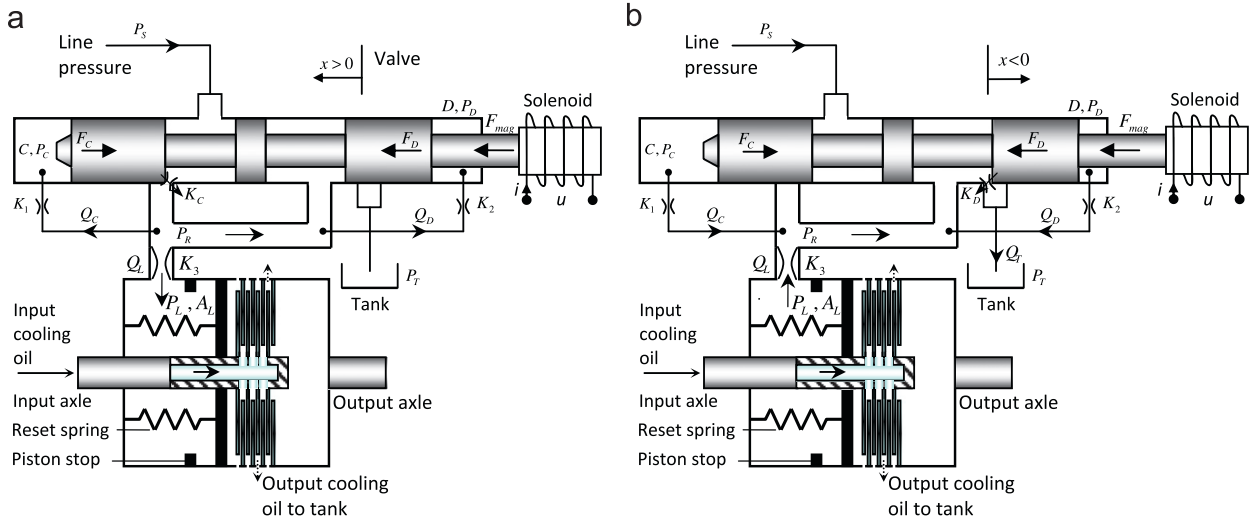 a
Line
pressure
P_S
x>0
Valve
Solenoid
D, P_D
F_mag
C, P_C
F_C
F_D
K_C
K_1
K_2
i
u
Q_C
P_R
Q_D
Q_L
K_3
P_T
Tank
P_L, A_L
Input
cooling
oil
Input axle
Output axle
Reset spring
Piston stop
Output cooling
oil to tank
b
Line
pressure
P_S
x<0
Solenoid
D, P_D
F_mag
C, P_C
F_C
F_D
K_D
K_1
K_2
i
u
Q_C
P_R
Q_D
Q_L
K_3
Q_T
P_T
Tank
P_L, A_L
Input
cooling
oil
Input axle
Output axle
Reset spring
Piston stop
Output cooling
oil to tank